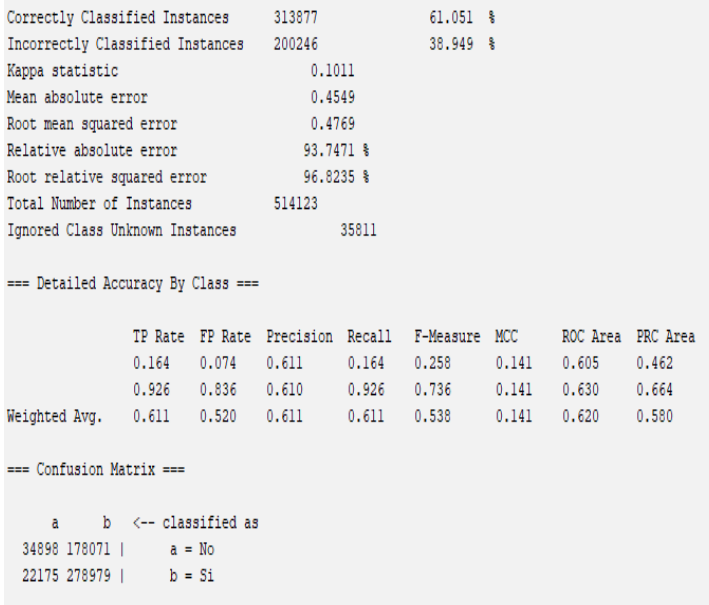 Correctly Classified Instances 313877 61.051 %
Incorrectly Classified Instances 200246 38.949 %
Kappa statistic 0.1011
Mean absolute error 0.4549
Root mean squared error 0.4769
Relative absolute error 93.7471 %
Root relative squared error 96.8235 %
Total Number of Instances 514123
Ignored Class Unknown Instances 35811
=== Detailed Accuracy By Class ===
TP Rate FP Rate Precision Recall F-Measure MCC ROC Area PRC Area
0.164 0.074 0.611 0.164 0.258 0.141 0.605 0.462
0.926 0.836 0.610 0.926 0.736 0.141 0.630 0.664
Weighted Avg. 0.611 0.520 0.611 0.611 0.538 0.141 0.620 0.580
=== Confusion Matrix ===
a b <-- classified as
34898 178071 | a = No
22175 278979 | b = Si